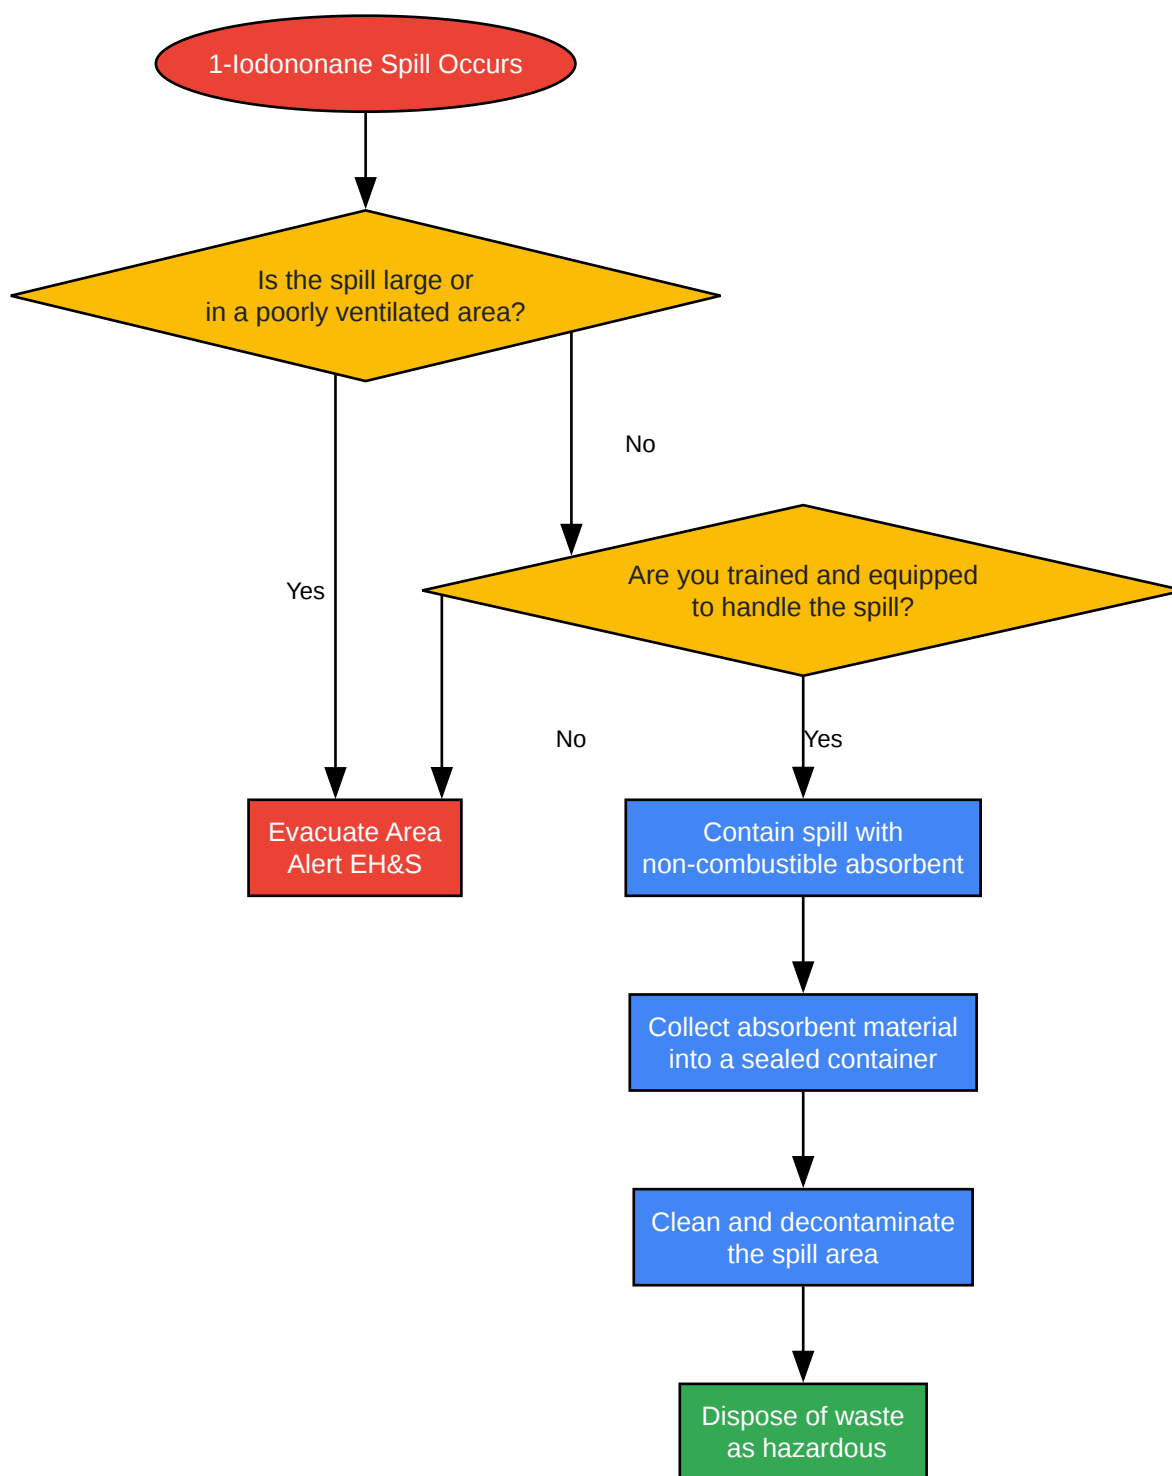 1-Iodononane Spill Occurs
Is the spill large or
in a poorly ventilated area?
No
Are you trained and equipped
to handle the spill?
Yes
No
Yes
Evacuate Area
Alert EH&S
Contain spill with
non-combustible absorbent
Collect absorbent material
into a sealed container
Clean and decontaminate
the spill area
Dispose of waste
as hazardous